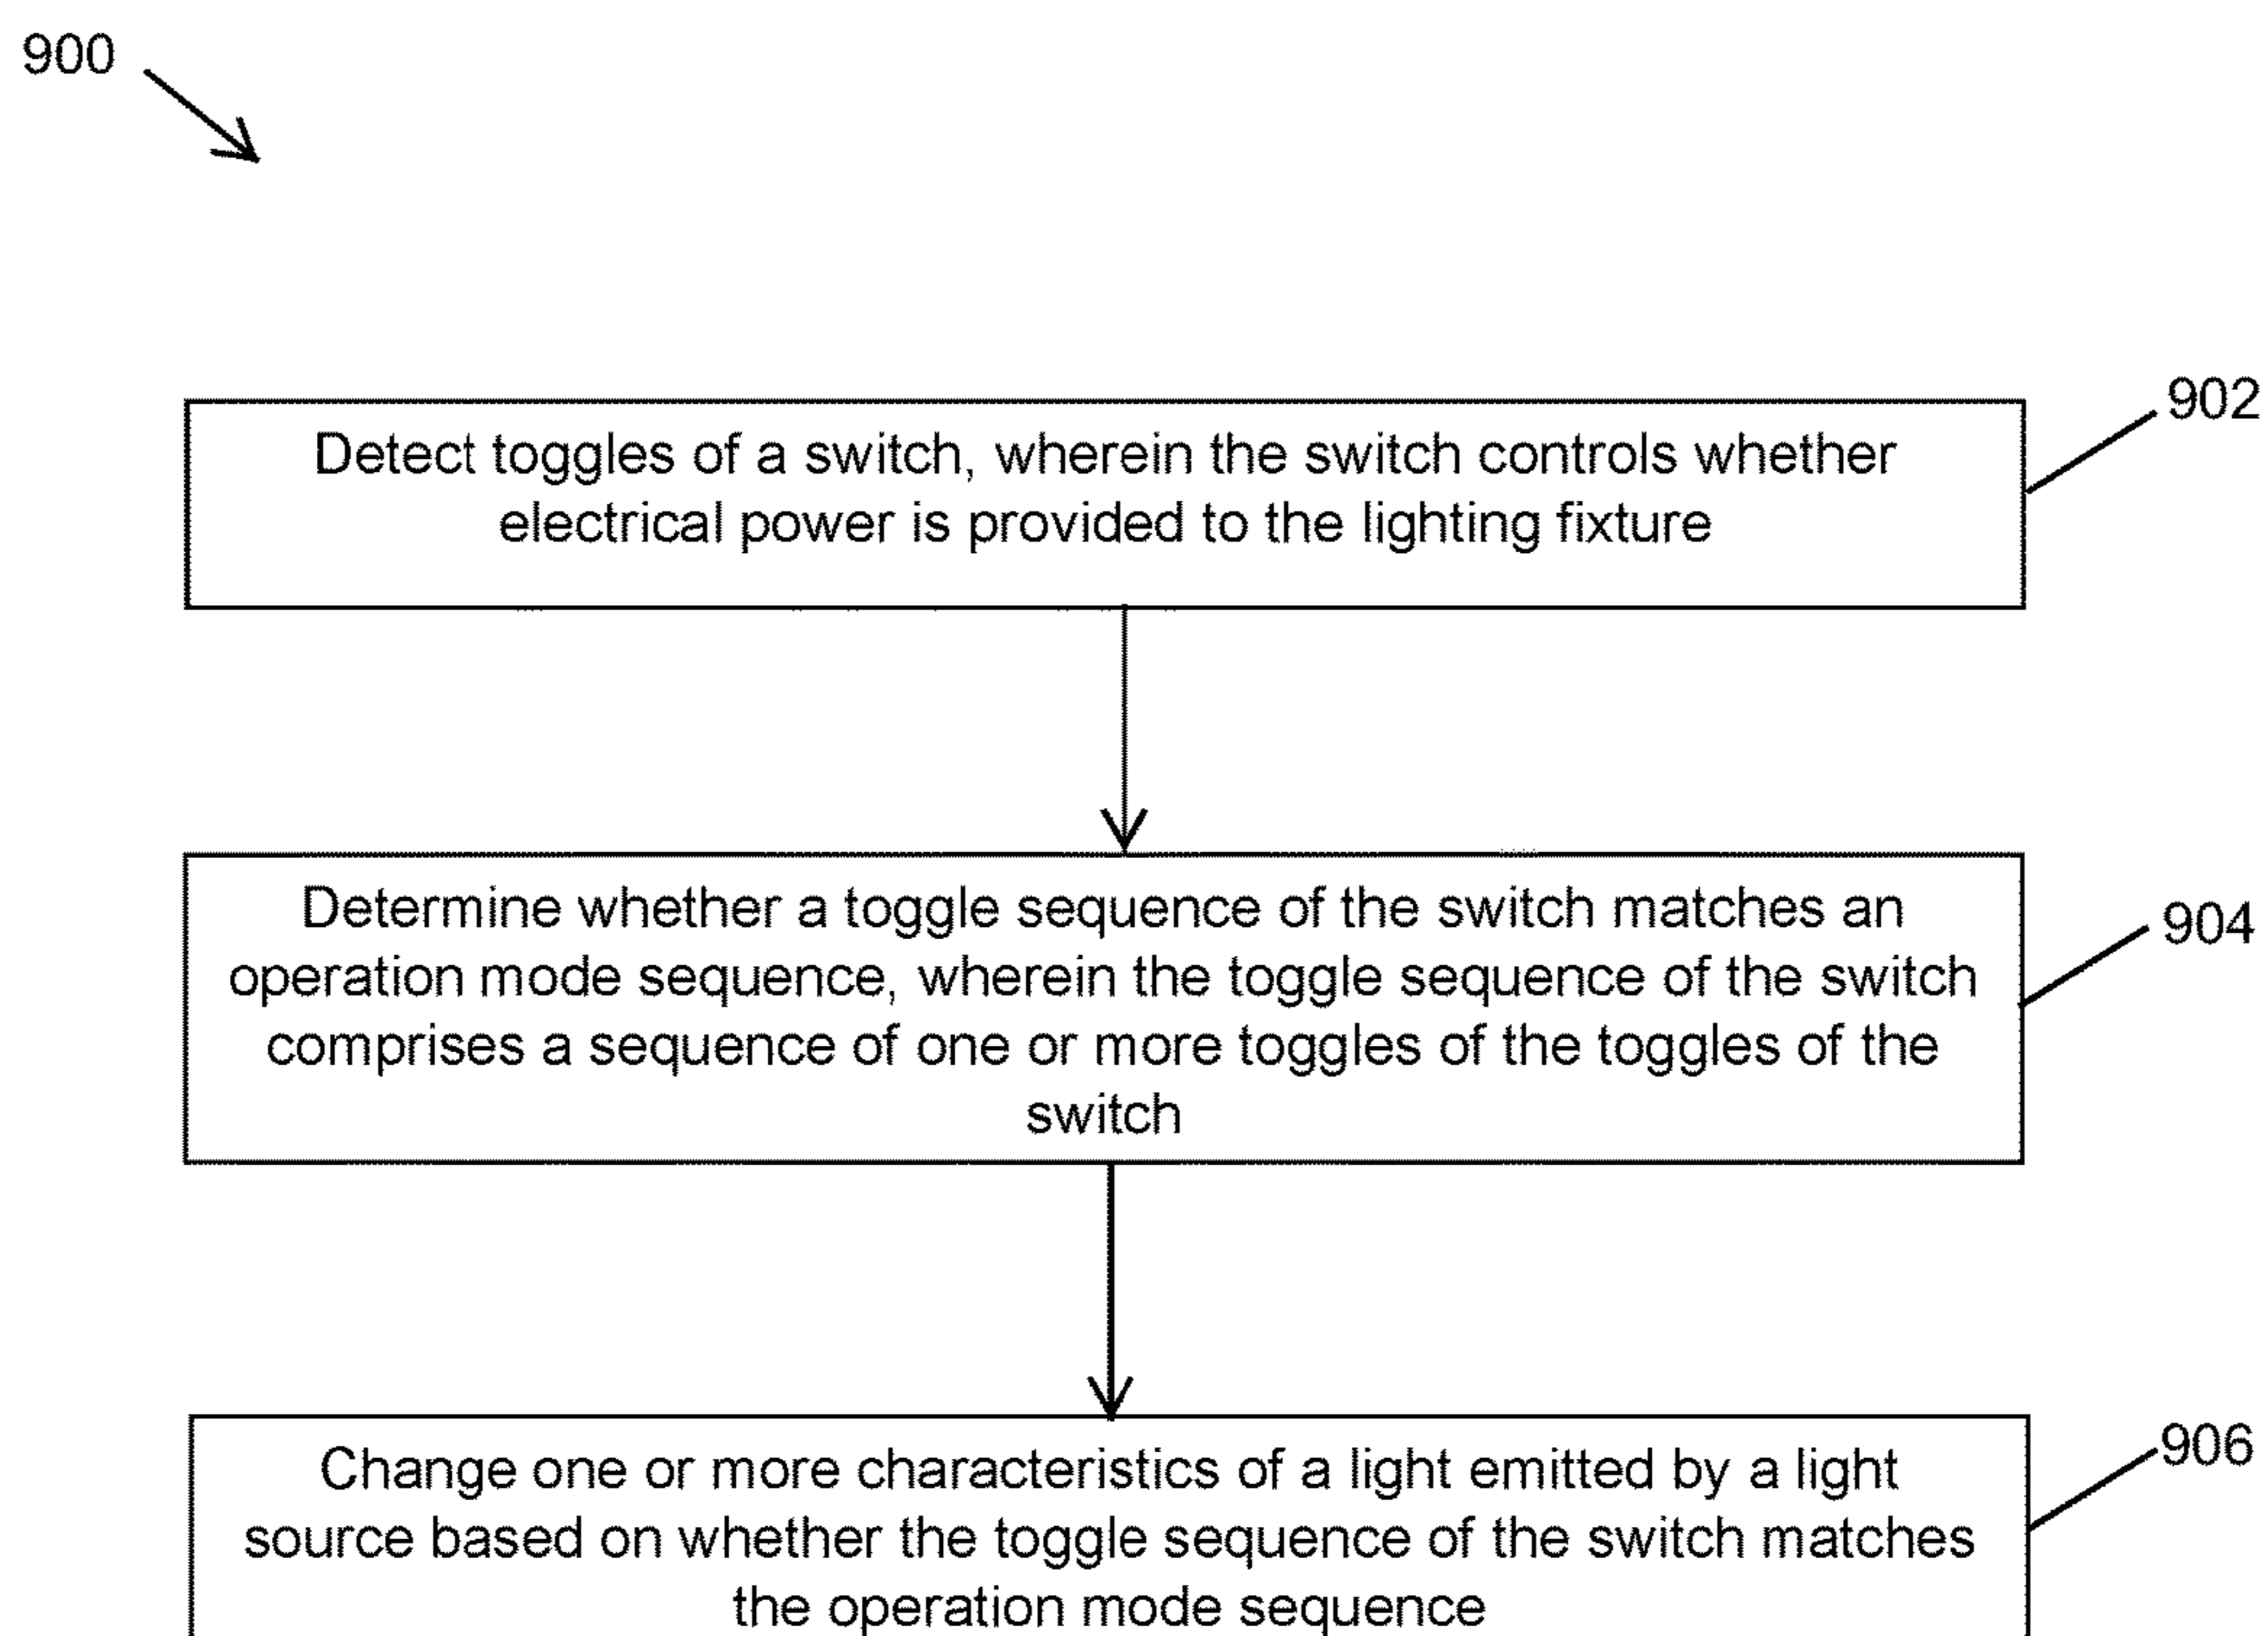 900
902
Detect toggles of a switch, wherein the switch controls whether
electrical power is provided to the lighting fixture
904
Determine whether a toggle sequence of the switch matches an
operation mode sequence, wherein the toggle sequence of the switch
comprises a sequence of one or more toggles of the toggles of the
switch
906
Change one or more characteristics of a light emitted by a light
source based on whether the toggle sequence of the switch matches
the operation mode sequence